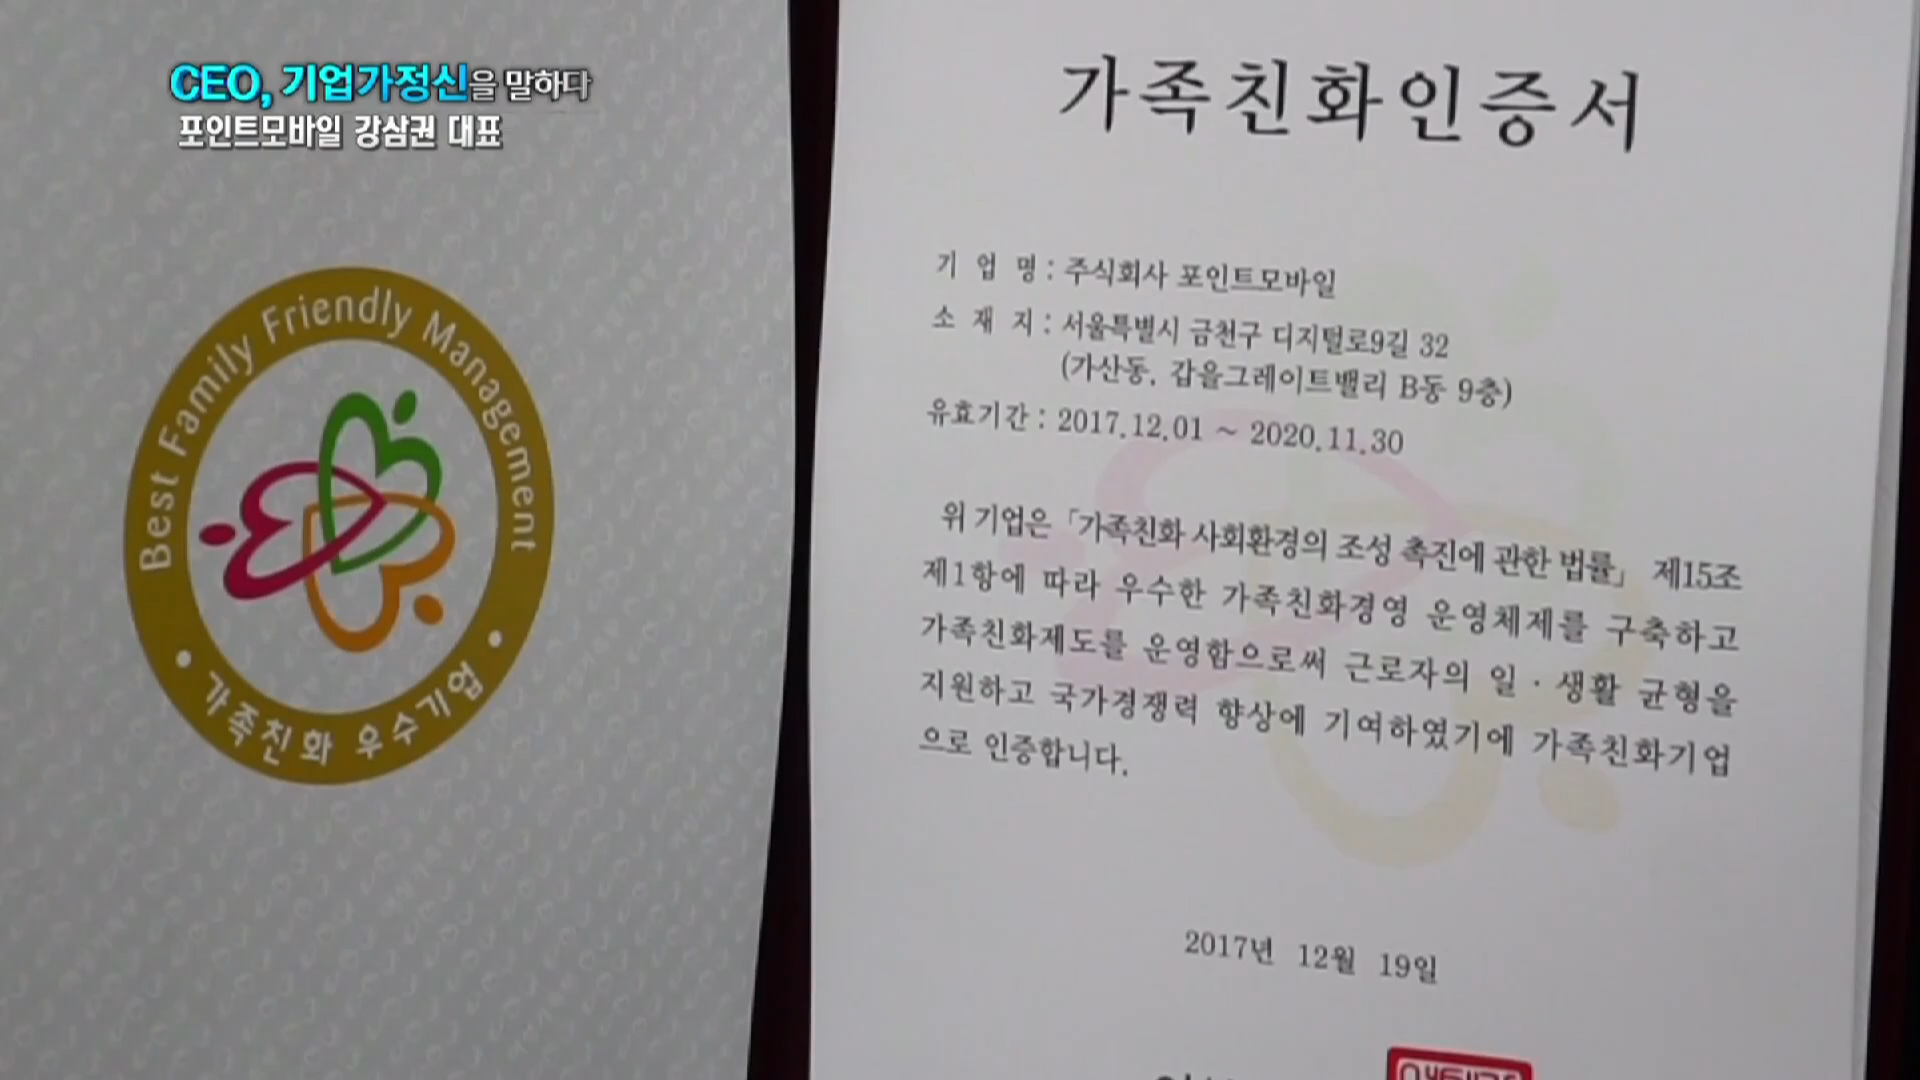 CEO, 기업가정신을 말하다
포인트모바일 강삼권 대표
Best Family Friendly Management
가족친화 우수기업
가족친화인증서
기 업 명 : 주식회사 포인트모바일
소 재 지 : 서울특별시 금천구 디지털로9길 32
(가산동, 갑을그레이트밸리 B동 9층)
유효기간 : 2017.12.01 ~ 2020.11.30
위 기업은 「가족친화 사회환경의 조성 촉진에 관한 법률」 제15조
제1항에 따라 우수한 가족친화경영 운영체제를 구축하고
가족친화제도를 운영함으로써 근로자의 일 · 생활 균형을
지원하고 국가경쟁력 향상에 기여하였기에 가족친화기업
으로 인증합니다.
2017년 12월 19일